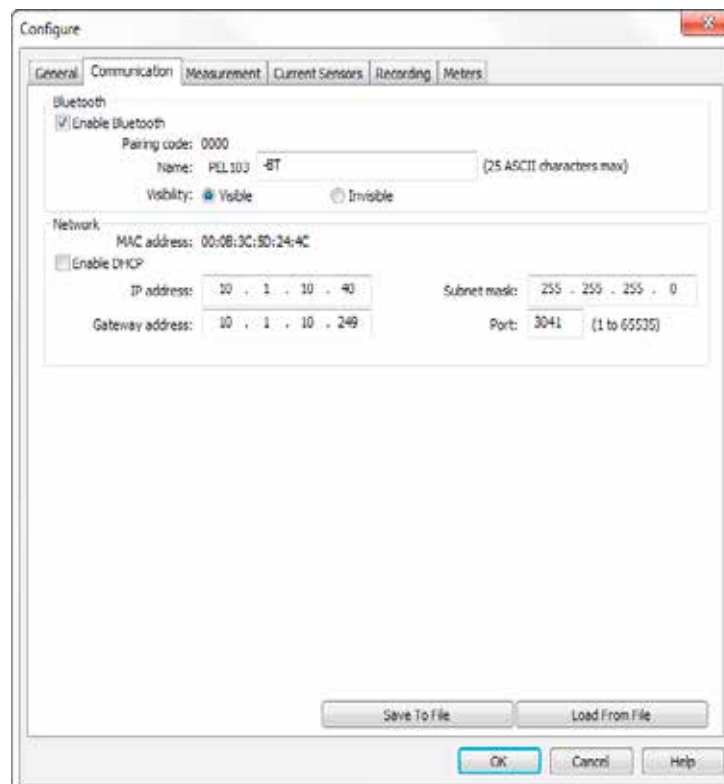 Configure
General Communication Measurement Current Sensors Recording Meters
Bluetooth
Enable Bluetooth
Pairing code: 0000
Name: PEL103 -BT (25 ASCII characters max)
Visibility: Visible Invisible
Network
MAC address: 00:0B:3C:5D:24:4C
Enable DHCP
IP address: 10 . 1 . 10 . 40 Subnet mask: 255 . 255 . 255 . 0
Gateway address: 10 . 1 . 10 . 249 Port: 3041 (1 to 65535)
Save To File Load From File
OK Cancel Help